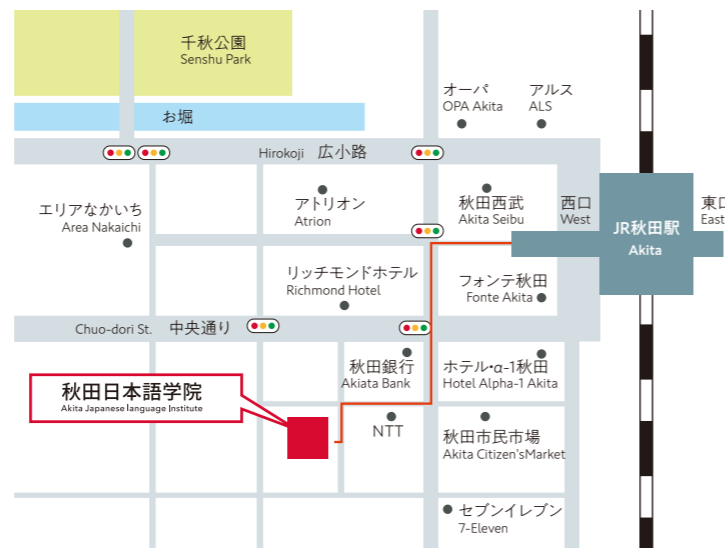 千秋公園
Senshu Park
お堀
オーパ
OPA Akita
アルス
ALS
Hirokoji 広小路
エリアなかいち
Area Nakaichi
アトリオン
Atrion
秋田西武
Akita Seibu
西口
West
JR秋田駅
Akita
東口
East
リッチモンドホテル
Richmond Hotel
フォンテ秋田
Fonte Akita
Chuo-dori St. 中央通り
秋田銀行
Akiata Bank
ホテル•α-1秋田
Hotel Alpha-1 Akita
秋田日本語学院
Akita Japanese language Institute
NTT
秋田市民市場
Akita Citizen'sMarket
セブンイレブン
7-Eleven